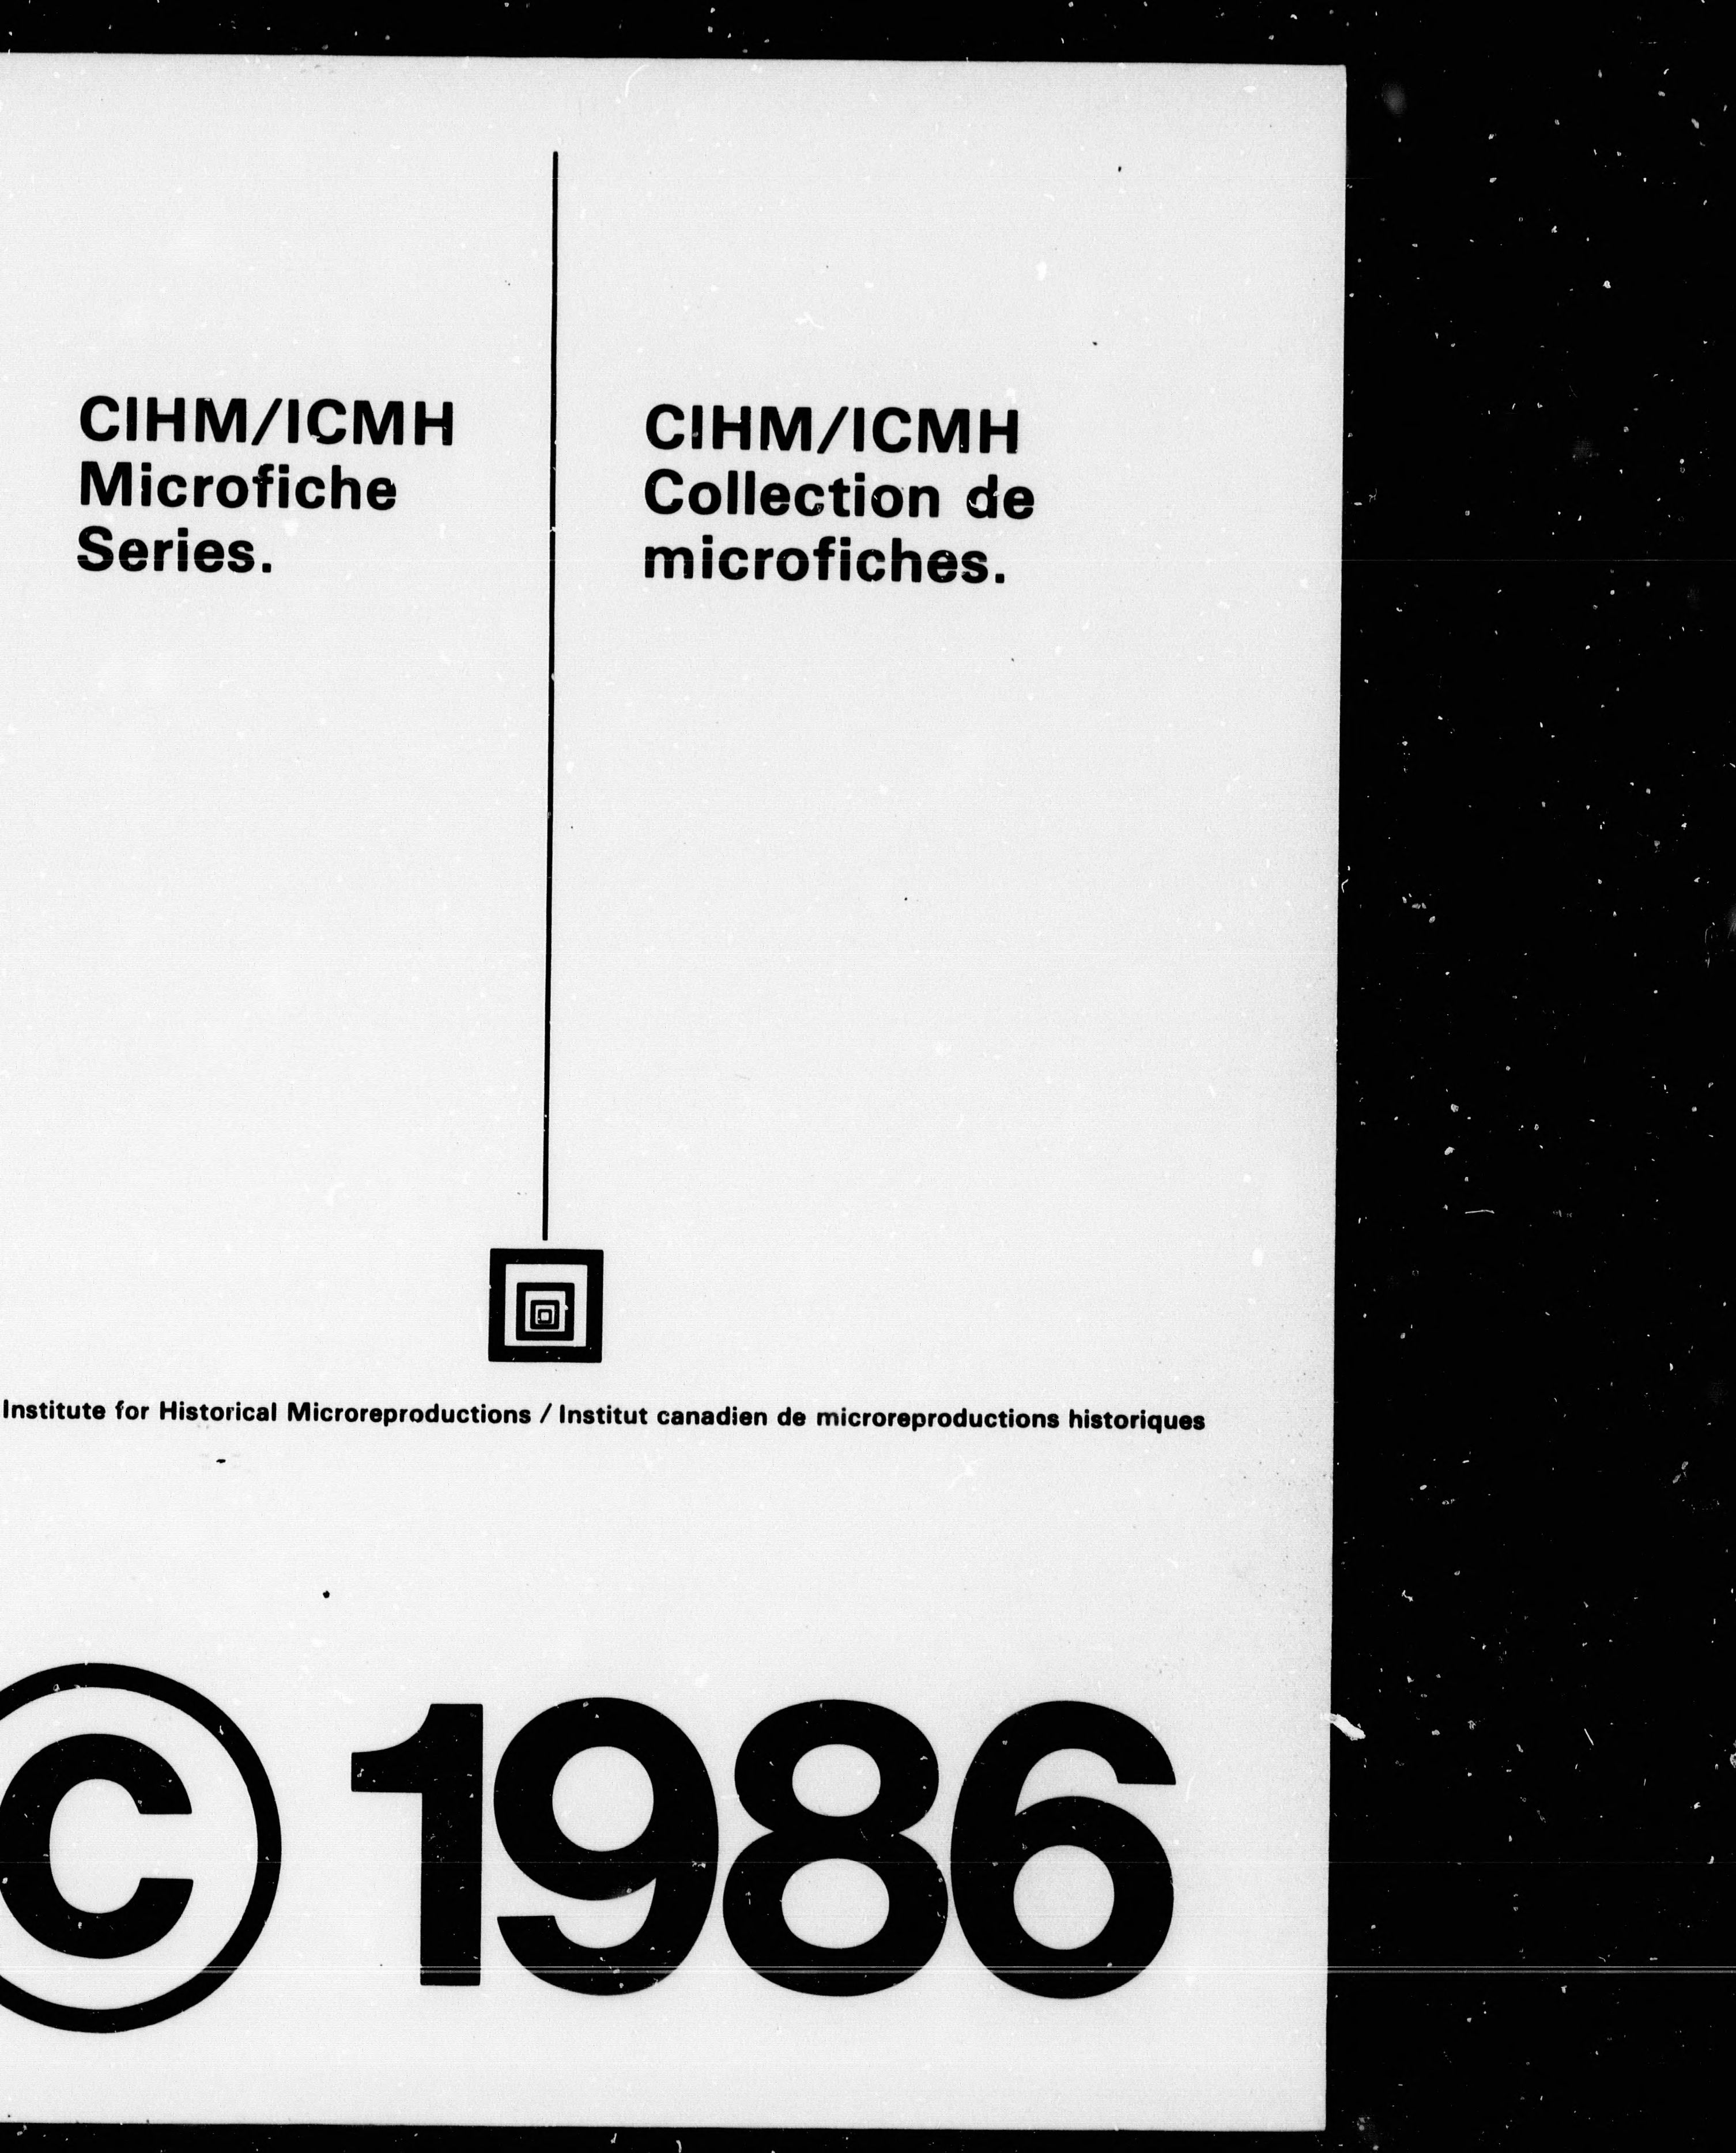 CIHM/ICMH
Microfiche
Series.
CIHM/ICMH
Collection de
microfiches.
Institute for Historical Microreproductions / Institut canadien de microreproductions historiques
© 1986